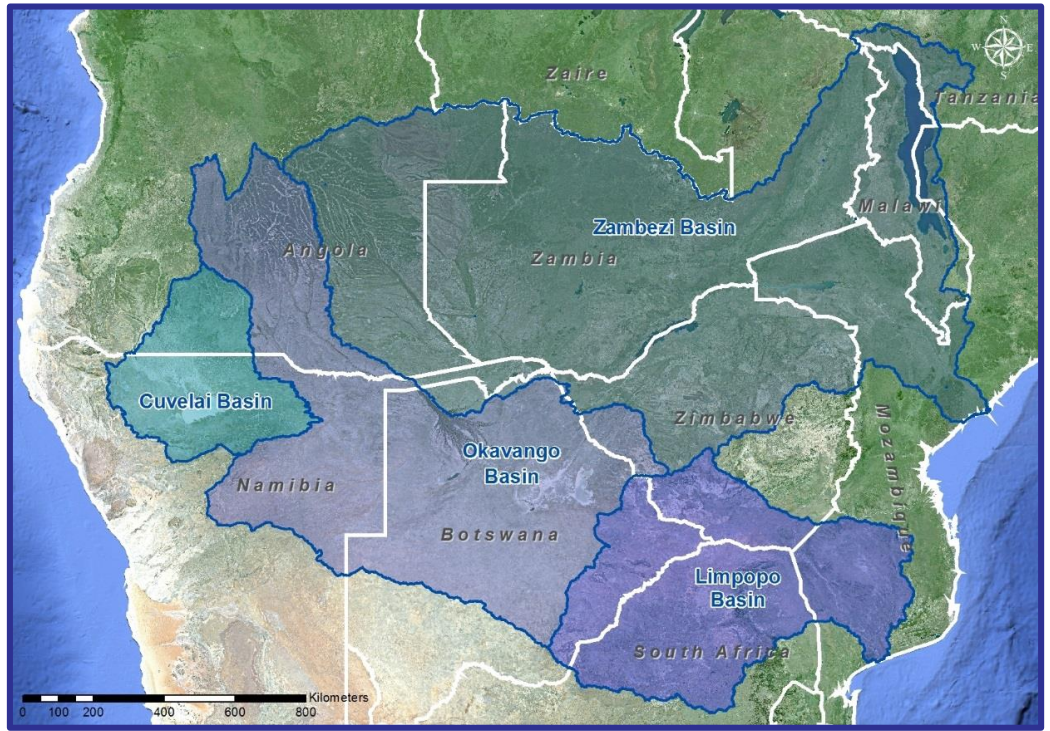 N
W E
S
Zaire
Tanzania
Malawi
Zambezi Basin
Angola
Zambia
Cuvelai Basin
Zimbabwe
Mozambique
Okavango
Basin
Namibia
Botswana
Limpopo
Basin
South Africa
Kilometers
0 100 200 400 600 800